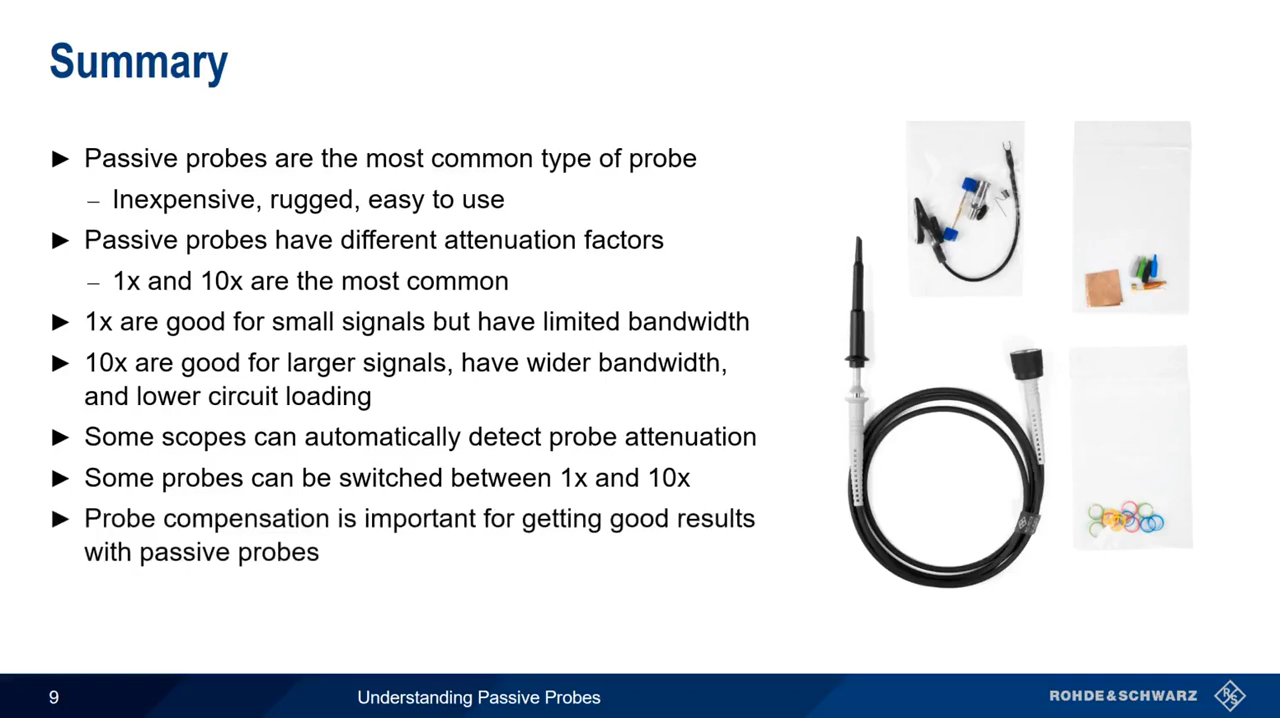 Summary
► Passive probes are the most common type of probe
– Inexpensive, rugged, easy to use
► Passive probes have different attenuation factors
– 1x and 10x are the most common
► 1x are good for small signals but have limited bandwidth
► 10x are good for larger signals, have wider bandwidth,
and lower circuit loading
► Some scopes can automatically detect probe attenuation
► Some probes can be switched between 1x and 10x
► Probe compensation is important for getting good results
with passive probes
9
Understanding Passive Probes
ROHDE&SCHWARZ
RS